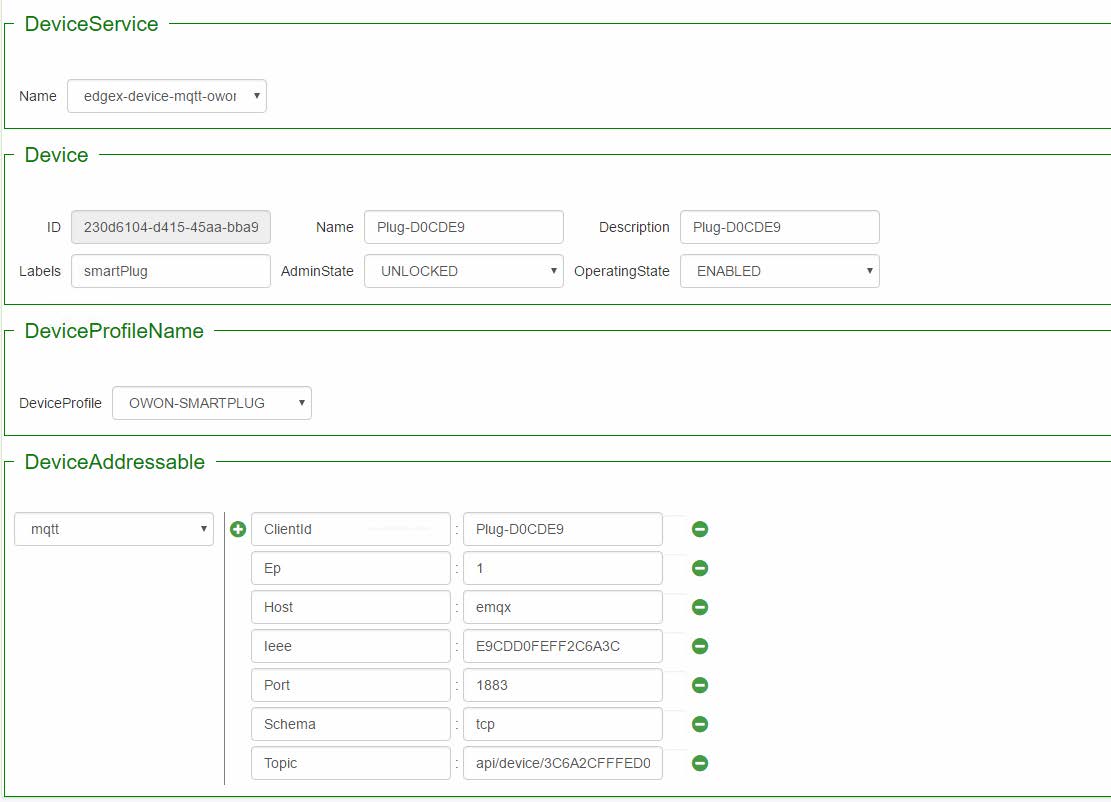 DeviceService
Name edgex-device-mqtt-owon
Device
ID 230d6104-d415-45aa-bba9 Name Plug-D0CDE9 Description Plug-D0CDE9
Labels smartPlug AdminState UNLOCKED OperatingState ENABLED
DeviceProfileName
DeviceProfile OWON-SMARTPLUG
DeviceAddressable
mqtt ClientId : Plug-D0CDE9
Ep : 1
Host : emqx
Ieee : E9CDD0FEFF2C6A3C
Port : 1883
Schema : tcp
Topic : api/device/3C6A2CFFFED0